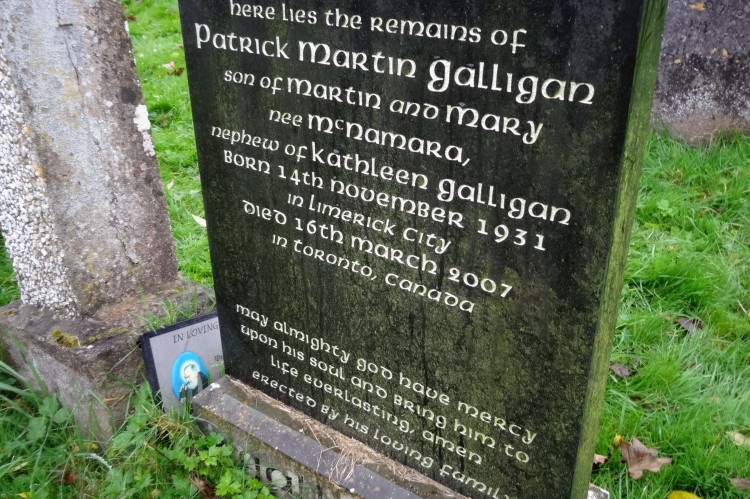 here lies the remains of
Patrick Martin Galligan
son of Martin and Mary
nee McNamara,
nephew of Kathleen Galligan
Born 14th November 1931
in Limerick City
Died 16th March 2007
in Toronto, Canada
may almighty god have mercy
upon his soul and bring him to
life everlasting, amen
erected by his loving family
IN LOVING